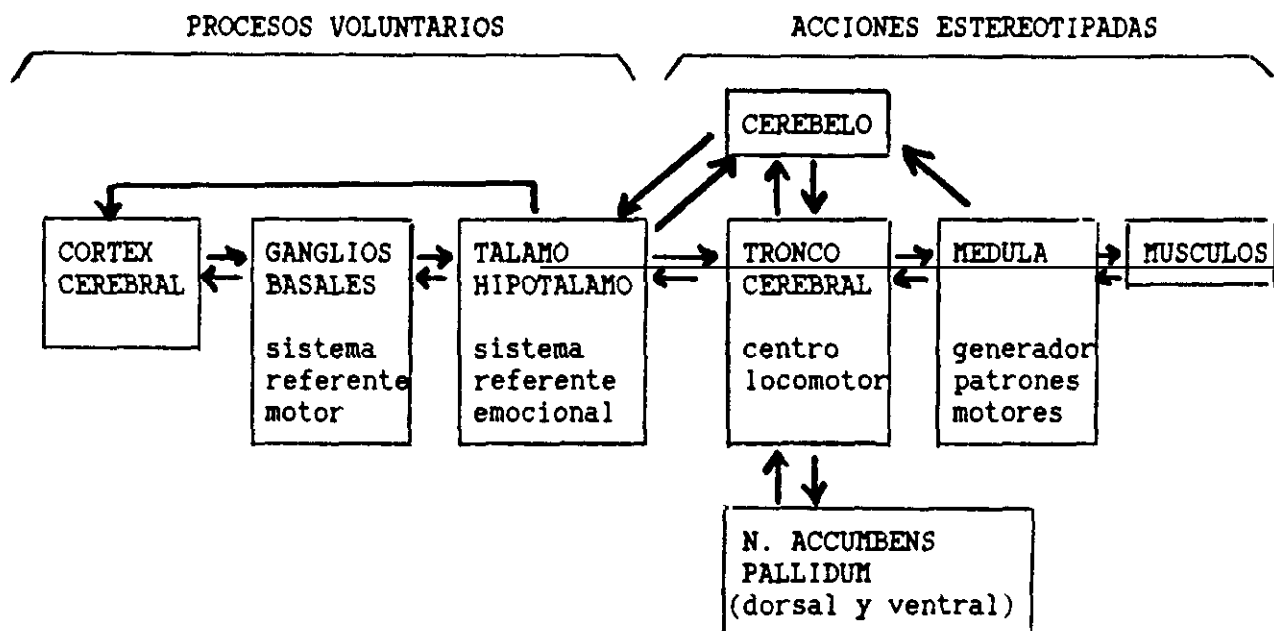 PROCESOS VOLUNTARIOS
ACCIONES ESTEREOTIPADAS
CEREBELO
CORTEX
CEREBRAL
GANGLIOS
BASALES
sistema
referente
motor
TALAMO
HIPOTALAMO
sistema
referente
emocional
TRONCO
CEREBRAL
centro
locomotor
MEDULA
generador
patrones
motores
MUSCULOS
N. ACCUMBENS
PALLIDUM
(dorsal y ventral)